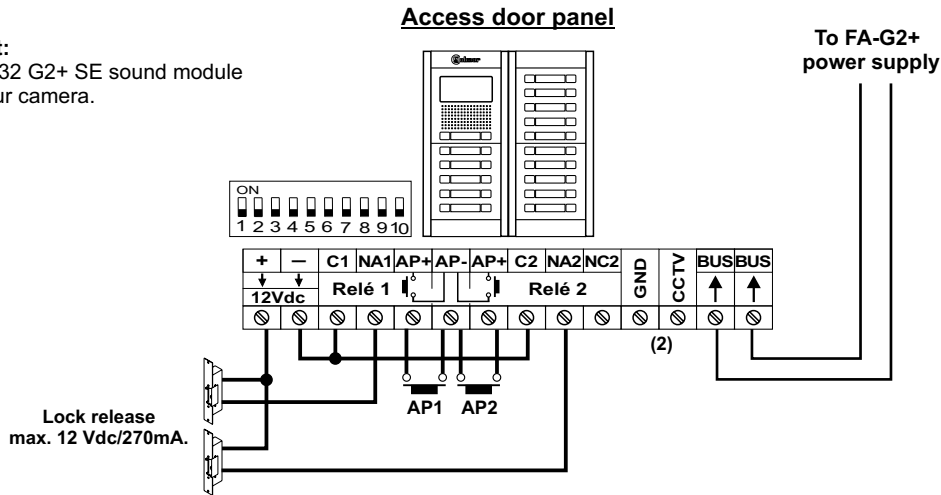 Access door panel
To FA-G2+
power supply
t:
32 G2+ SE sound module
ur camera.
Golmar
ON
1 2 3 4 5 6 7 8 9 10
+ – C1 NA1 AP+ AP- AP+ C2 NA2 NC2 GND CCTV BUS BUS
12Vdc Relé 1 Relé 2
(2)
AP1 AP2
Lock release
max. 12 Vdc/270mA.